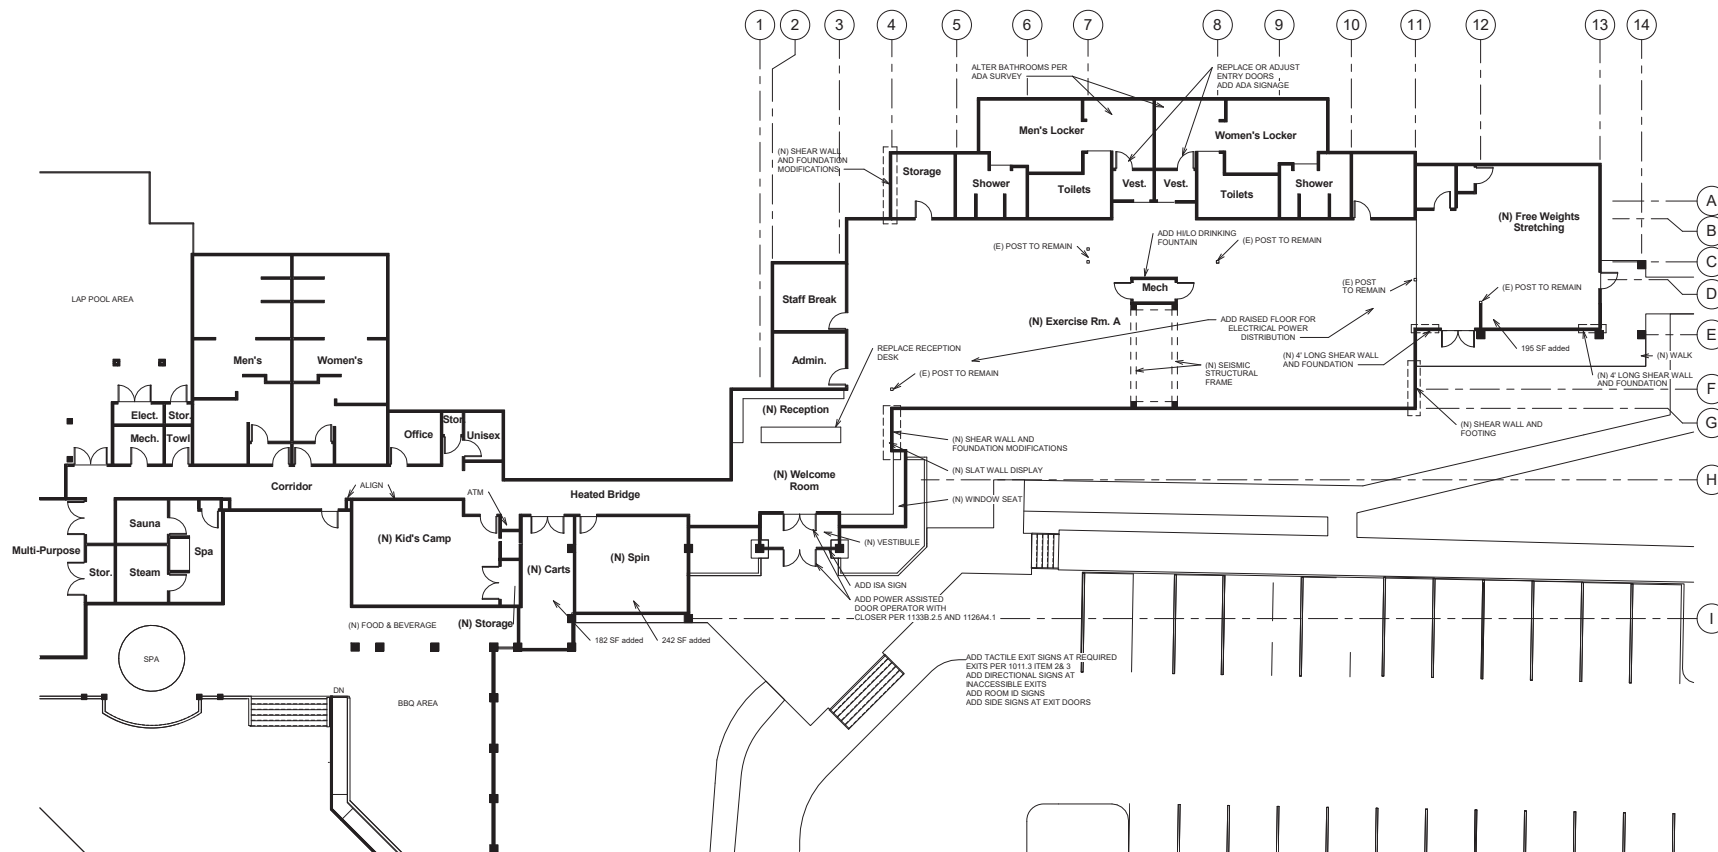 1
2
3
4
5
6
7
8
9
10
11
12
13
14
ALTER BATHROOMS PER
ADA SURVEY
REPLACE OR ADJUST
ENTRY DOORS
ADD ADA SIGNAGE
Men's Locker
Women's Locker
(N) SHEAR WALL
AND FOUNDATION
MODIFICATIONS
Storage
Shower
Toilets
Vest.
Vest.
Toilets
Shower
(N) Free Weights
Stretching
A
B
C
D
E
F
G
H
I
(E) POST TO REMAIN
ADD HI/LO DRINKING
FOUNTAIN
(E) POST TO REMAIN
Mech
(E) POST
TO REMAIN
(E) POST TO REMAIN
LAP POOL AREA
Staff Break
(N) Exercise Rm. A
ADD RAISED FLOOR FOR
ELECTRICAL POWER
DISTRIBUTION
195 SF added
(N) WALK
Men's
Women's
Admin.
REPLACE RECEPTION
DESK
(E) POST TO REMAIN
(N) SEISMIC
STRUCTURAL
FRAME
(N) 4' LONG SHEAR WALL
AND FOUNDATION
(N) 4' LONG SHEAR WALL
AND FOUNDATION
Elect.
Stor.
Mech.
Towl
Office
Stor.
Unisex
(N) Reception
(N) SHEAR WALL AND
FOUNDATION MODIFICATIONS
(N) SHEAR WALL AND
FOOTING
(N) SLAT WALL DISPLAY
(N) Welcome
Room
Corridor
ALIGN
ATM
Heated Bridge
(N) WINDOW SEAT
Sauna
Multi-Purpose
Spa
Stor.
Steam
(N) Kid's Camp
(N) Carts
(N) Spin
(N) VESTIBULE
ADD ISA SIGN
ADD POWER ASSISTED
DOOR OPERATOR WITH
CLOSER PER 1133B.2.5 AND 1126A4.1
(N) FOOD & BEVERAGE
(N) Storage
182 SF added
242 SF added
SPA
DN
BBQ AREA
ADD TACTILE EXIT SIGNS AT REQUIRED
EXITS PER 1011.3 ITEM 2& 3
ADD DIRECTIONAL SIGNS AT
INACCESSIBLE EXITS
ADD ROOM ID SIGNS
ADD SIDE SIGNS AT EXIT DOORS